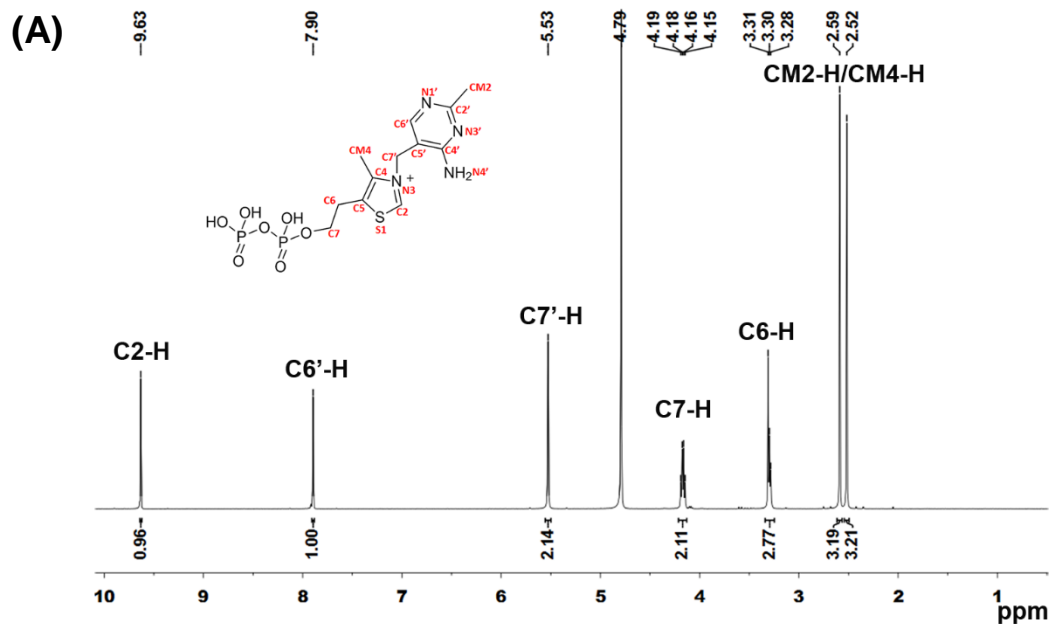 (A)
9.63
7.90
5.53
4.79
4.19
4.18
4.16
4.15
3.31
3.30
3.28
2.59
2.52
CM2-H/CM4-H
N1'
CM2
C6'
C2'
N3'
C5'
C4'
CM4
C7'
NH2
N4'
C4
N
+
N3
C6
C5
S
S1
C2
C7
HO
OH
O
OH
P
P
O
O
O
C2-H
C6'-H
C7'-H
C7-H
C6-H
0.96
1.00
2.14
2.11
2.77
3.19
3.21
10 9 8 7 6 5 4 3 2 1
ppm